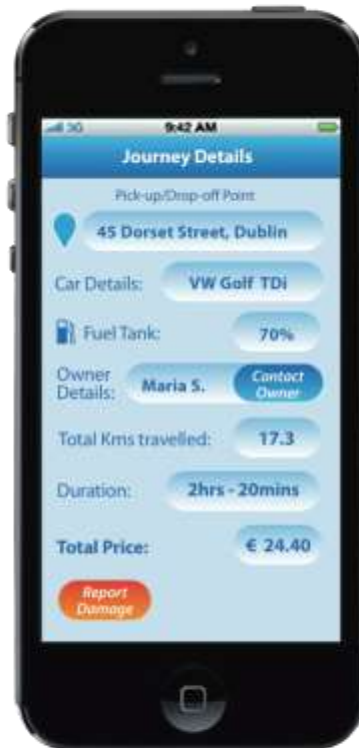 3G 9:42 AM
Journey Details
Pick-up/Drop-off Point
45 Dorset Street, Dublin
Car Details: VW Golf TDi
Fuel Tank: 70%
Owner Details: Maria S. Contact Owner
Total Kms travelled: 17.3
Duration: 2hrs - 20mins
Total Price: € 24.40
Report
Damage